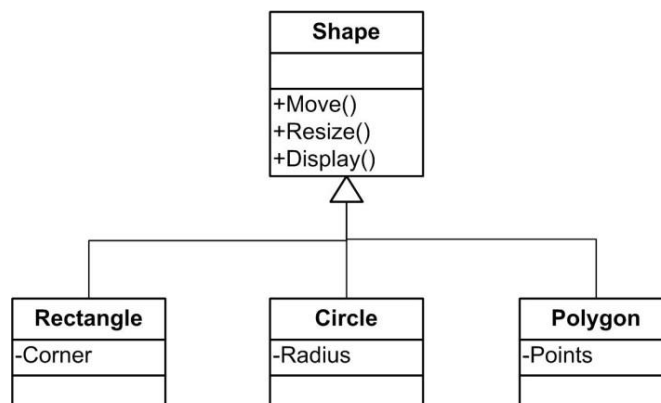 Shape
+Move()
+Resize()
+Display()
Rectangle
-Corner
Circle
-Radius
Polygon
-Points